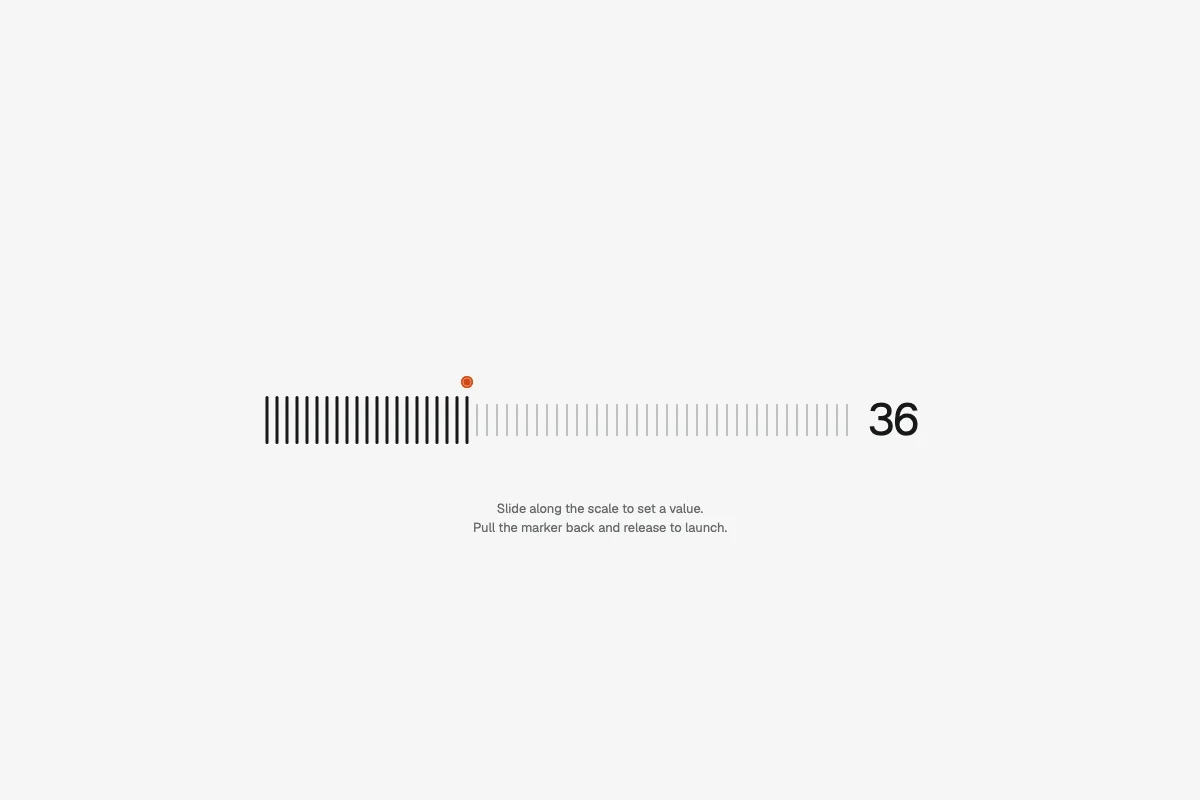 36
Slide along the scale to set a value.
Pull the marker back and release to launch.